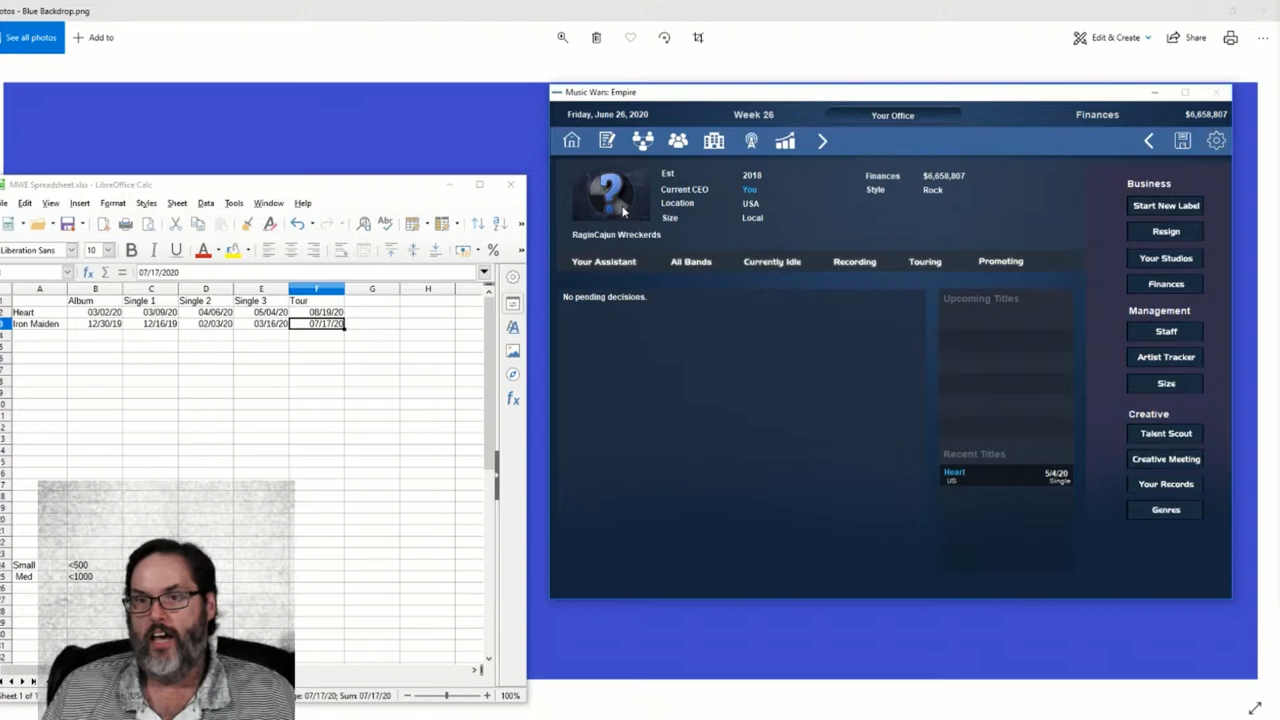 otos - Blue Backdrop.png
See all photos
Add to
Edit & Create
Share
MWE Spreadsheet.xlsx - LibreOffice Calc
ile Edit View Insert Format Styles Sheet Data Tools Window Help
Liberation Sans 10
07/17/2020
A B C D E F G H
Album Single 1 Single 2 Single 3 Tour
Heart 03/02/20 03/09/20 04/06/20 05/04/20 08/19/20
Iron Maiden 12/30/19 12/16/19 02/03/20 03/16/20 07/17/20
Small <500
Med <1000
Sheet 1 of 1
07/17/20; Sum: 07/17/20
100%
Music Wars: Empire
Friday, June 26, 2020 Week 26 Your Office Finances $6,658,807
Est 2018
Current CEO You
Location USA
Size Local
Finances $6,658,807
Style Rock
RaginCajun Wreckerds
Your Assistant All Bands Currently Idle Recording Touring Promoting
No pending decisions.
Upcoming Titles
Recent Titles
Heart 5/4/20
US Single
Business
Start New Label
Resign
Your Studios
Finances
Management
Staff
Artist Tracker
Size
Creative
Talent Scout
Creative Meeting
Your Records
Genres